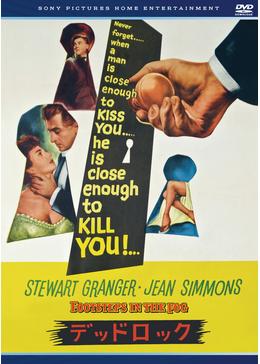 SONY PICTURES HOME ENTERTAINMENT
DVD
DOWNLOAD
Never
forget.....
when a
man is
close
enough to
KISS
YOU....
he is
close
enough
to
KILL
YOU!...
STEWART GRANGER · JEAN SIMMONS
FOOTSTEPS IN THE FOG
デッドロック